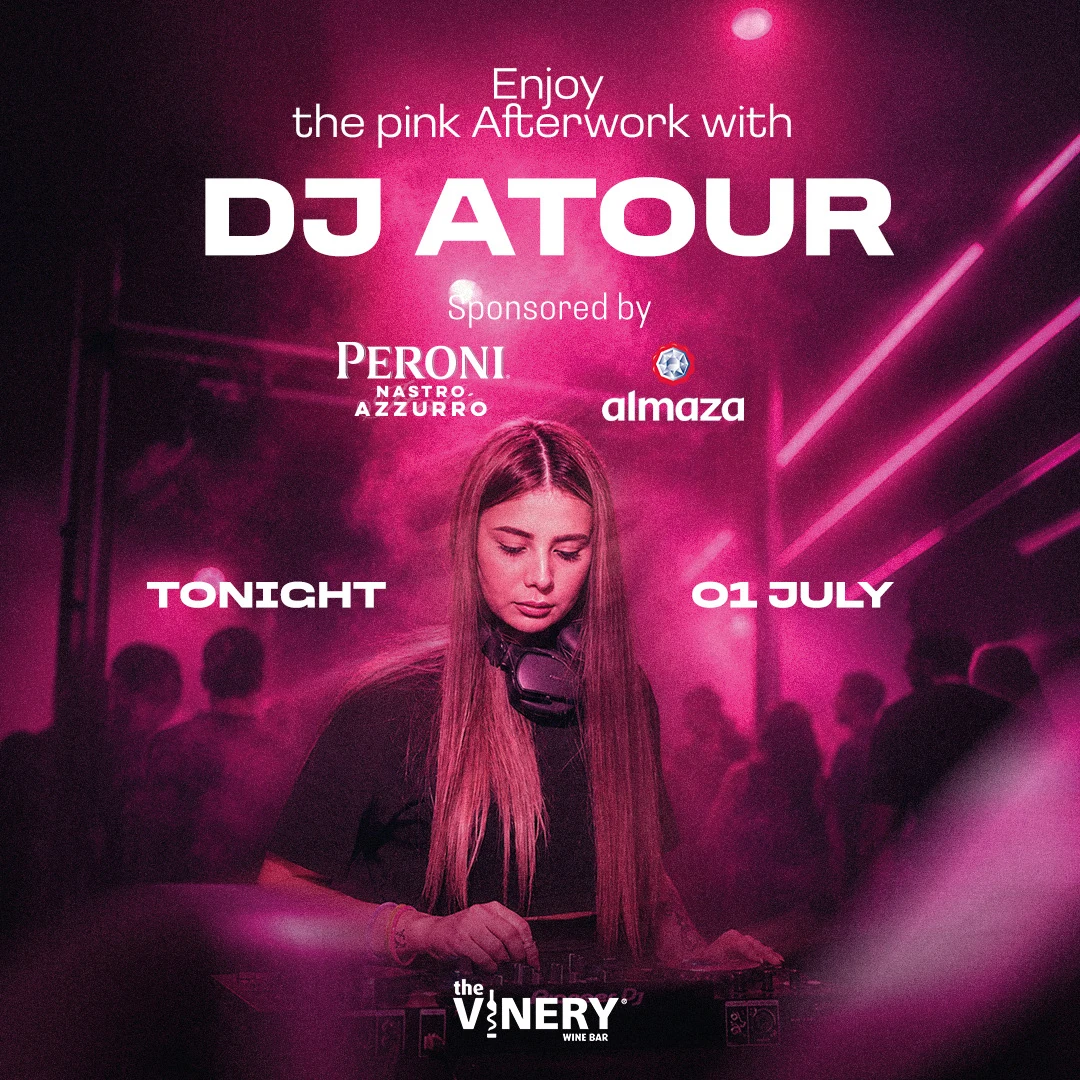 Enjoy
the pink Afterwork with
DJ ATOUR
Sponsored by
PERONI
NASTRO
AZZURRO
almaza
TONIGHT
01 JULY
the
VINERY®
WINE BAR